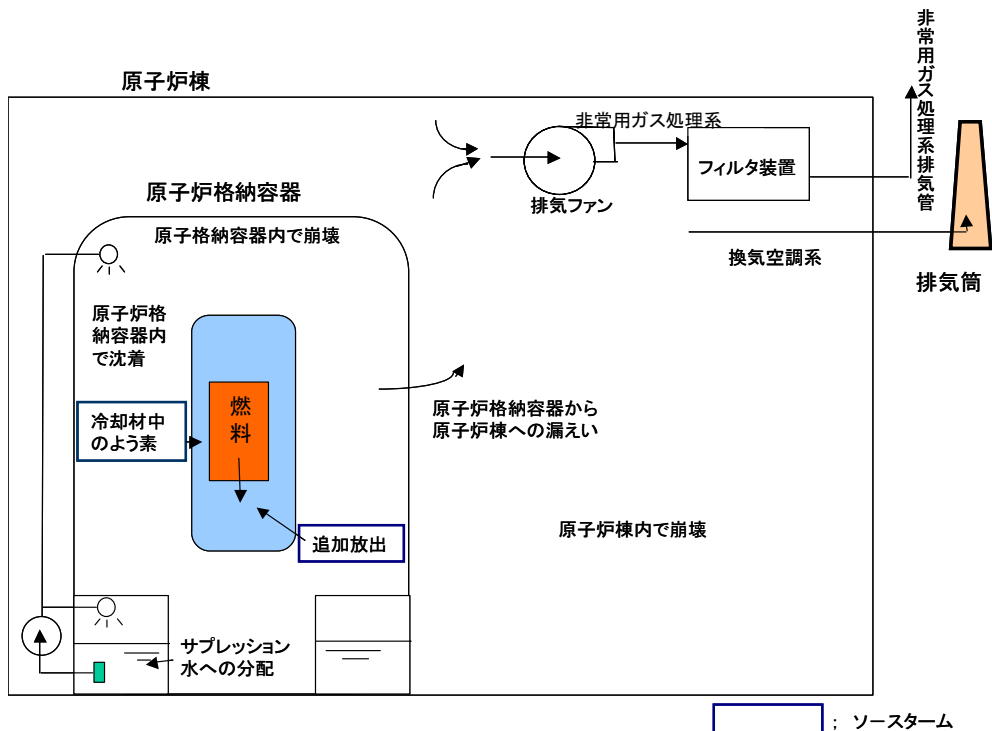 原子炉棟
非常用ガス処理系排気管
非常用ガス処理系
フィルタ装置
排気ファン
原子炉格納容器
原子格納容器内で崩壊
換気空調系
排気筒
原子炉格
納容器内
で沈着
燃料
冷却材中
のよう素
原子炉格納容器から
原子炉棟への漏えい
追加放出
原子炉棟内で崩壊
サプレッション
水への分配
； ソースターム